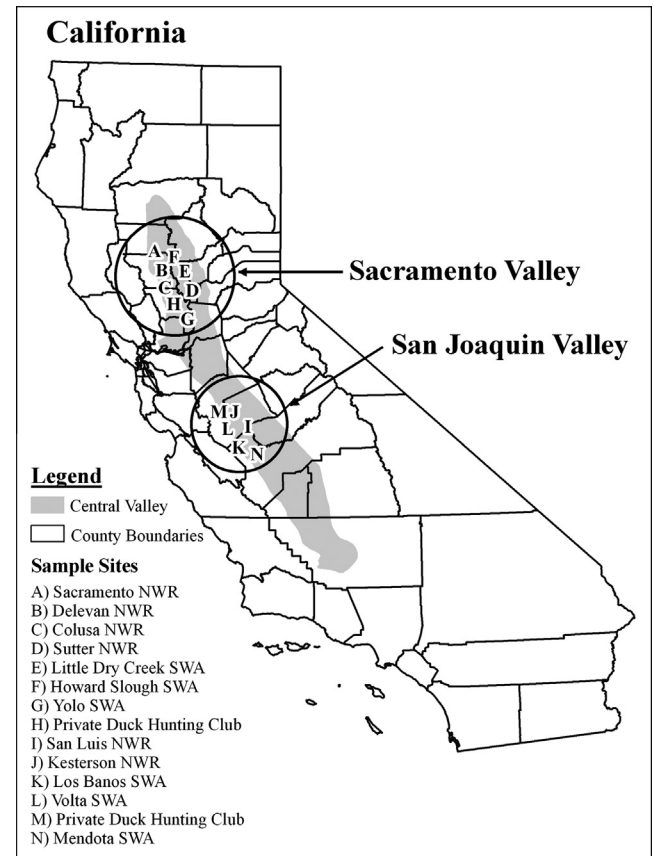 California
A
F
B
E
C
D
H
G
Sacramento Valley
San Joaquin Valley
M J
L
I
K
N
Legend
Central Valley
County Boundaries
Sample Sites
A) Sacramento NWR
B) Delevan NWR
C) Colusa NWR
D) Sutter NWR
E) Little Dry Creek SWA
F) Howard Slough SWA
G) Yolo SWA
H) Private Duck Hunting Club
I) San Luis NWR
J) Kesterson NWR
K) Los Banos SWA
L) Volta SWA
M) Private Duck Hunting Club
N) Mendota SWA